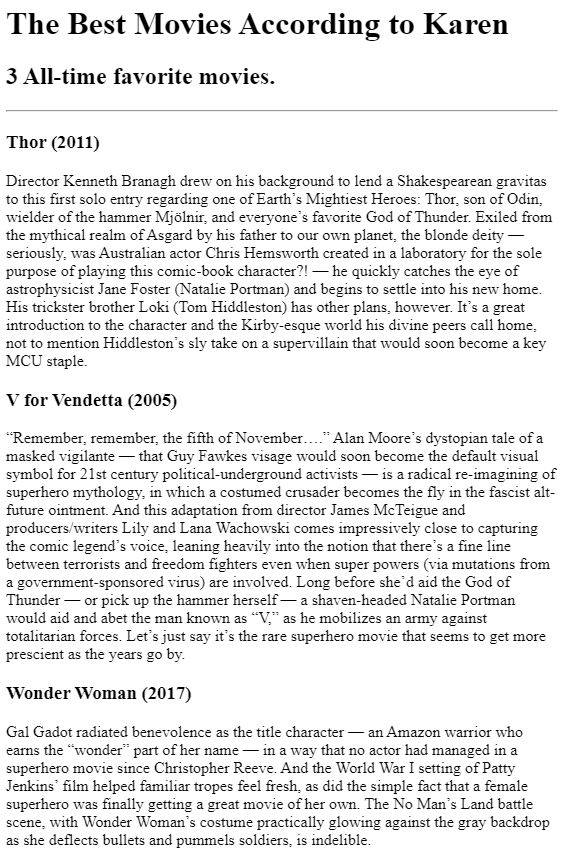 The Best Movies According to Karen
3 All-time favorite movies.
Thor (2011)
Director Kenneth Branagh drew on his background to lend a Shakespearean gravitas
to this first solo entry regarding one of Earth’s Mightiest Heroes: Thor, son of Odin,
wielder of the hammer Mjölnir, and everyone’s favorite God of Thunder. Exiled from
the mythical realm of Asgard by his father to our own planet, the blonde deity —
seriously, was Australian actor Chris Hemsworth created in a laboratory for the sole
purpose of playing this comic-book character?! — he quickly catches the eye of
astrophysicist Jane Foster (Natalie Portman) and begins to settle into his new home.
His trickster brother Loki (Tom Hiddleston) has other plans, however. It’s a great
introduction to the character and the Kirby-esque world his divine peers call home,
not to mention Hiddleston’s sly take on a supervillain that would soon become a key
MCU staple.
V for Vendetta (2005)
“Remember, remember, the fifth of November….” Alan Moore’s dystopian tale of a
masked vigilante — that Guy Fawkes visage would soon become the default visual
symbol for 21st century political-underground activists — is a radical re-imagining of
superhero mythology, in which a costumed crusader becomes the fly in the fascist alt-
future ointment. And this adaptation from director James McTeigue and
producers/writers Lily and Lana Wachowski comes impressively close to capturing
the comic legend’s voice, leaning heavily into the notion that there’s a fine line
between terrorists and freedom fighters even when super powers (via mutations from
a government-sponsored virus) are involved. Long before she’d aid the God of
Thunder — or pick up the hammer herself — a shaven-headed Natalie Portman
would aid and abet the man known as “V,” as he mobilizes an army against
totalitarian forces. Let’s just say it’s the rare superhero movie that seems to get more
prescient as the years go by.
Wonder Woman (2017)
Gal Gadot radiated benevolence as the title character — an Amazon warrior who
earns the “wonder” part of her name — in a way that no actor had managed in a
superhero movie since Christopher Reeve. And the World War I setting of Patty
Jenkins’ film helped familiar tropes feel fresh, as did the simple fact that a female
superhero was finally getting a great movie of her own. The No Man’s Land battle
scene, with Wonder Woman’s costume practically glowing against the gray backdrop
as she deflects bullets and pummels soldiers, is indelible.